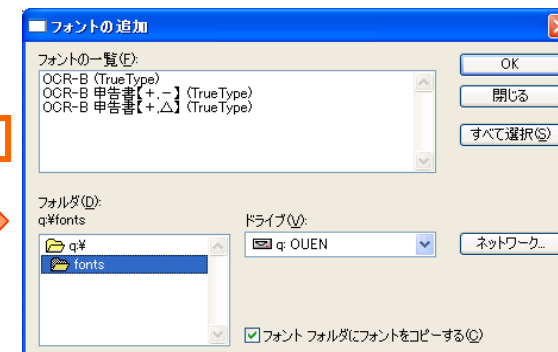 フォントの追加
フォントの一覧(F):
OCR-B (TrueType)
OCR-B 申告書【+,-】 (TrueType)
OCR-B 申告書【+,△】 (TrueType)
OK
閉じる
すべて選択(S)
フォルダ(D):
q:¥fonts
q:¥
fonts
ドライブ(V):
q: OUEN
ネットワーク...
フォント フォルダにフォントをコピーする(C)